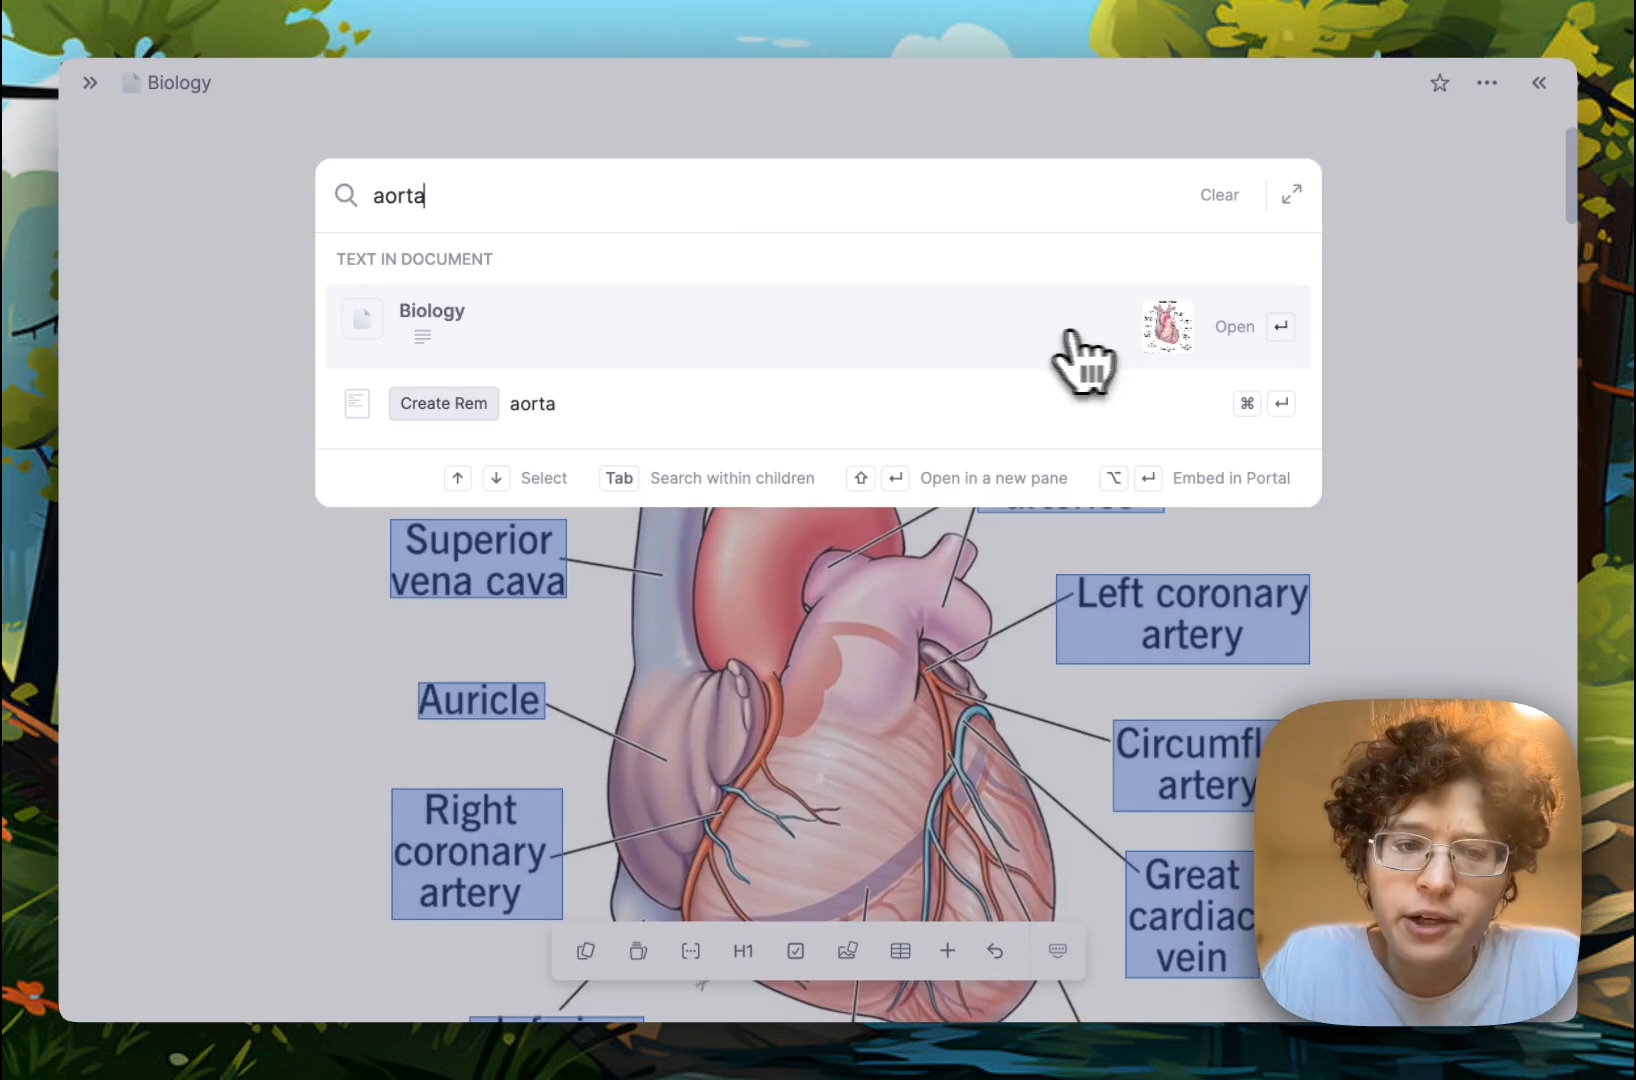 Biology
aorta
Clear
TEXT IN DOCUMENT
Biology
Open
Create Rem aorta
Select
Tab Search within children
Open in a new pane
Embed in Portal
Superior
vena cava
Left coronary
artery
Auricle
Circumfl
artery
Right
coronary
artery
Great
cardiac
vein
H1